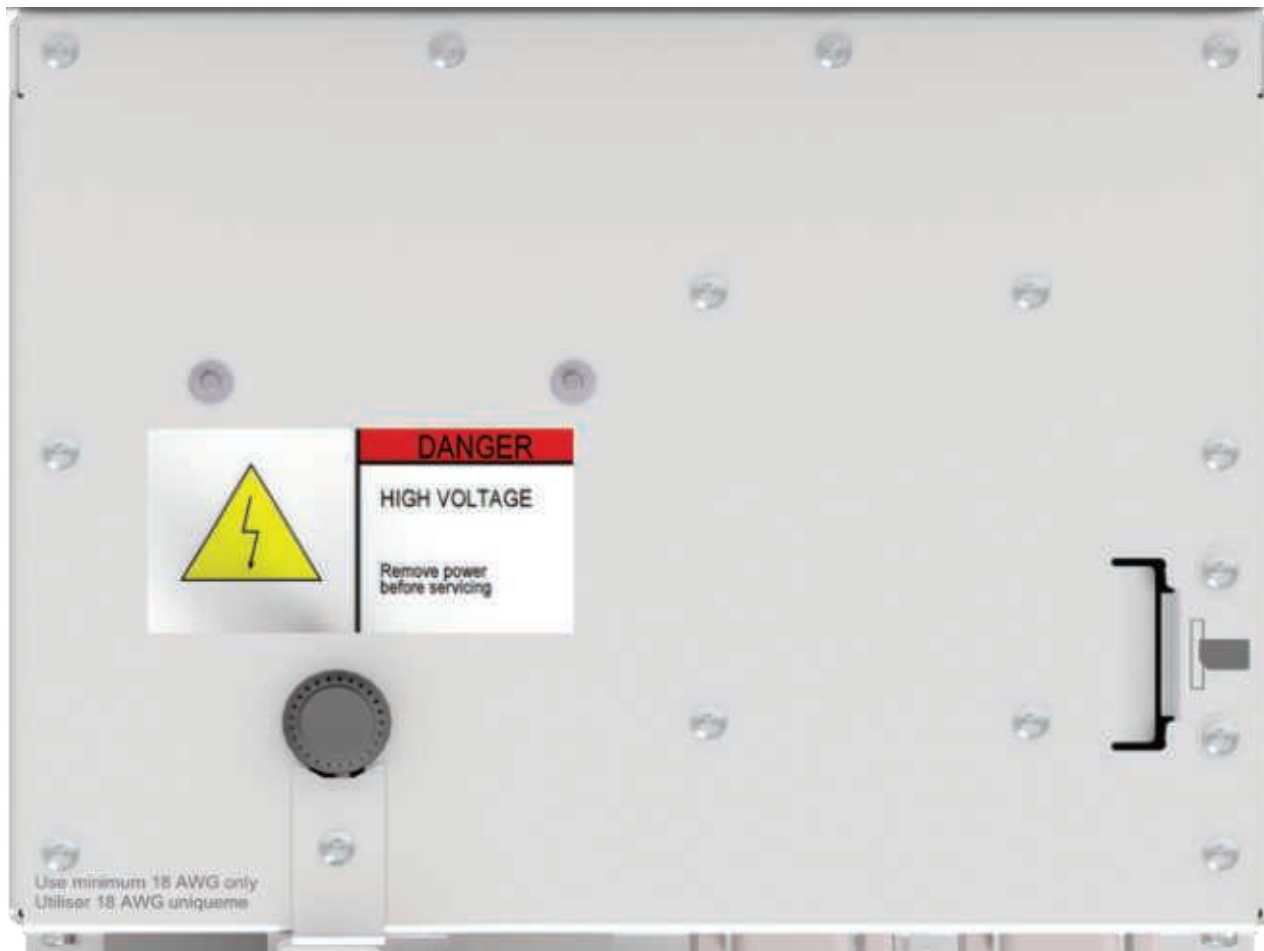 DANGER
HIGH VOLTAGE
Remove power
before servicing
Use minimum 18 AWG only
Utiliser 18 AWG uniqueme